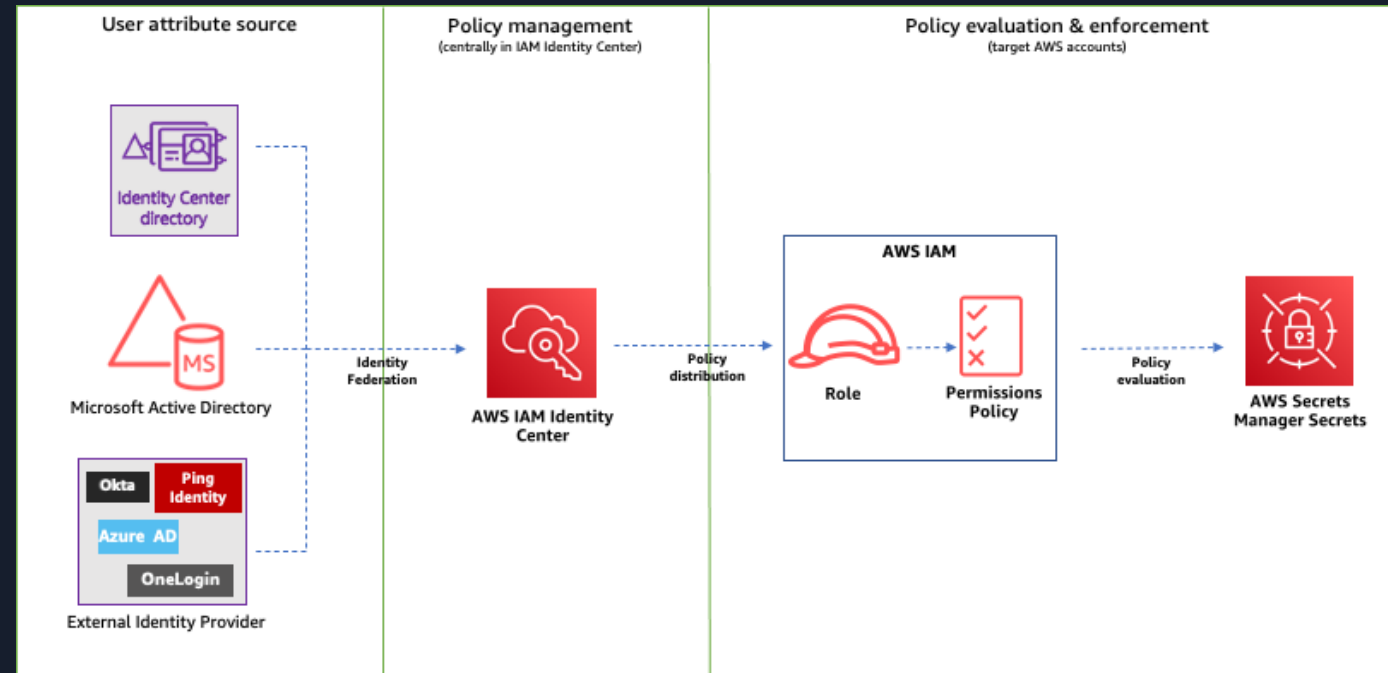 User attribute source
Policy management
(centrally in IAM Identity Center)
Policy evaluation & enforcement
(target AWS accounts)
Identity Center
directory
MS
Microsoft Active Directory
Okta
Ping
Identity
Azure AD
OneLogin
External Identity Provider
Identity
Federation
AWS IAM Identity
Center
Policy
distribution
AWS IAM
Role
Permissions
Policy
Policy
evaluation
AWS Secrets
Manager Secrets